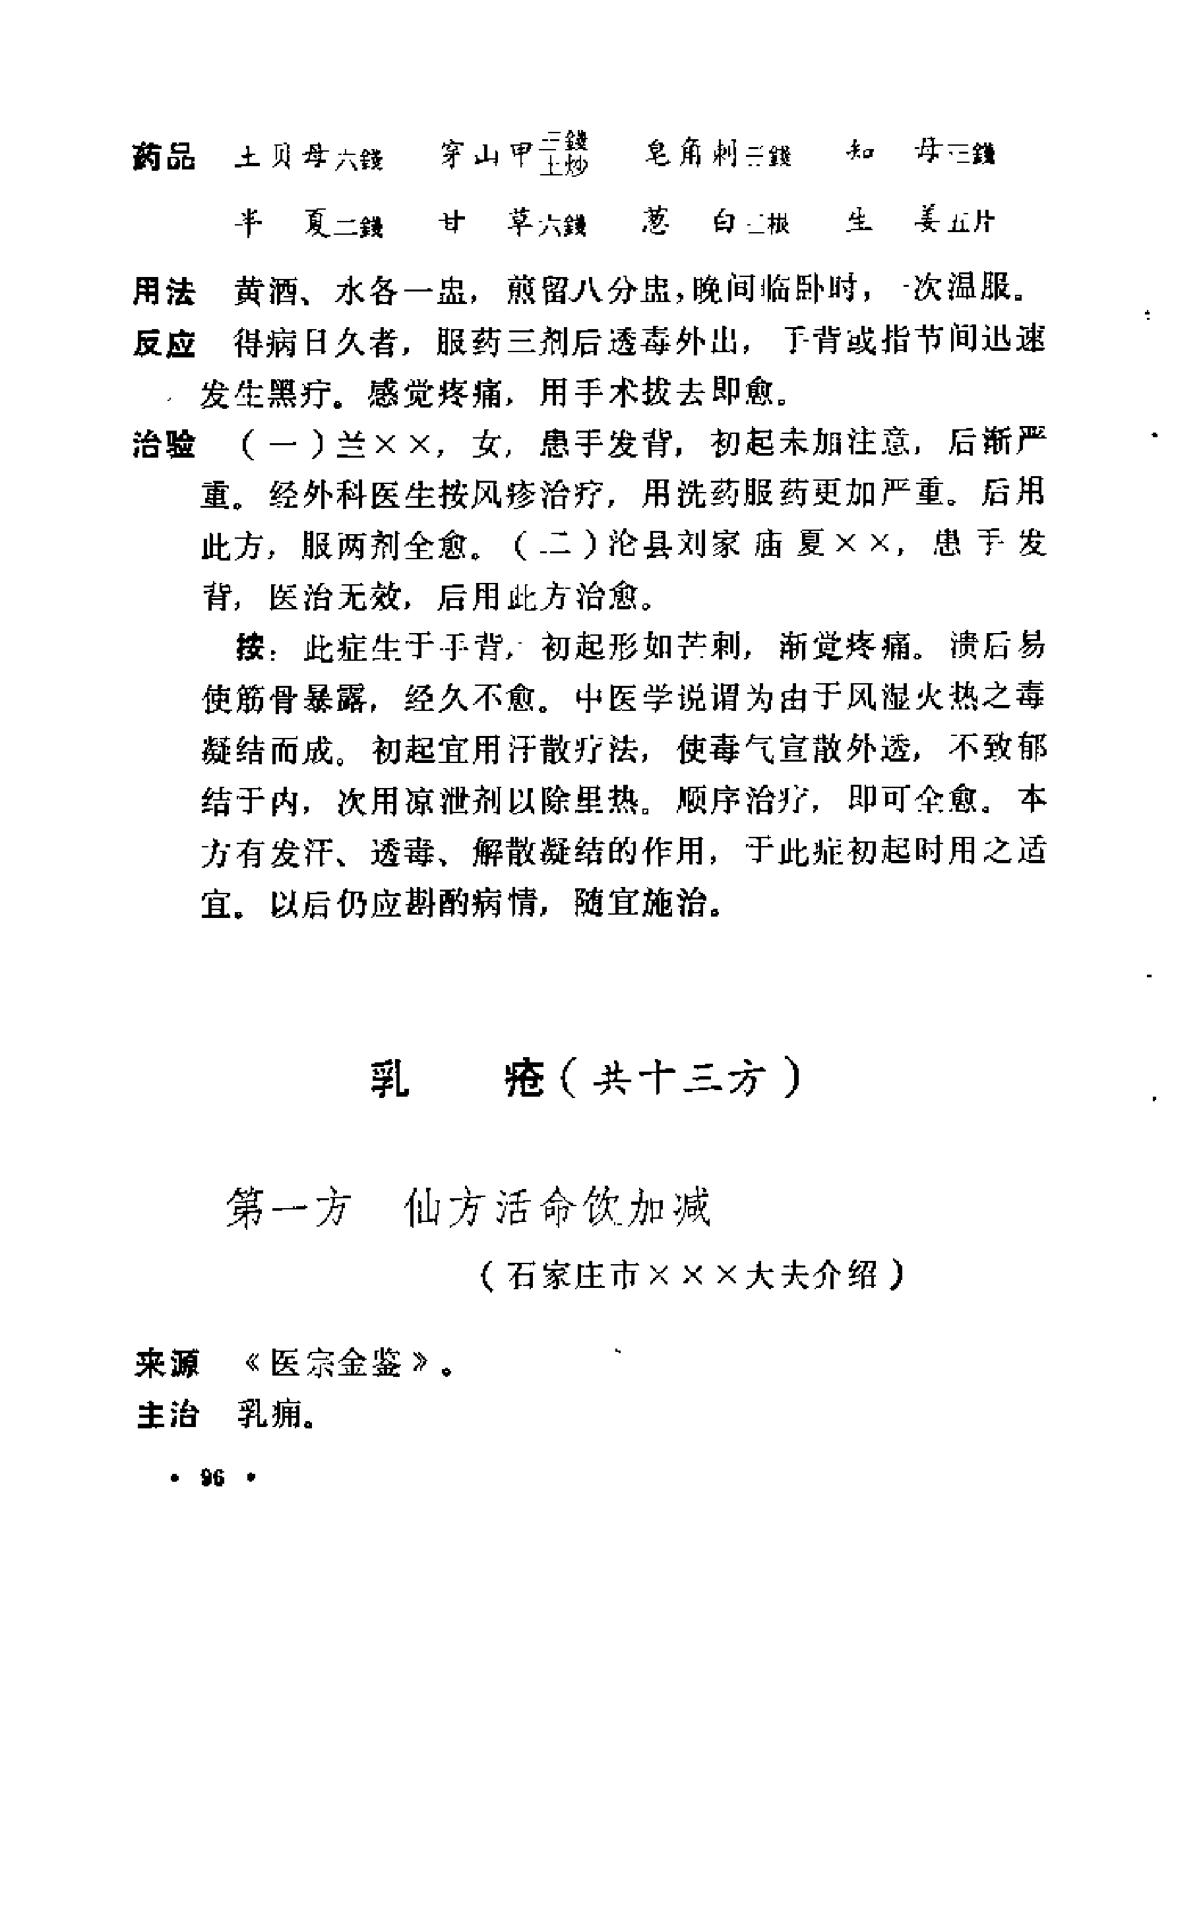 药品 土贝母六錢 穿山甲三錢土炒 皂角刺三錢 知 母三錢
半 夏二錢 甘 草六錢 葱 白二根 生 姜五片
用法 黄酒、水各一盅，煎留八分盅，晚间临卧时，一次温服。
反应 得病日久者，服药三剂后透毒外出，手背或指节间迅速
发生黑疔。感觉疼痛，用手术拔去即愈。
治验 （一）兰××，女，患手发背，初起未加注意，后渐严
重。经外科医生按风疹治疗，用洗药服药更加严重。后用
此方，服两剂全愈。（二）沧县刘家庙夏××，患手发
背，医治无效，后用此方治愈。
按：此症生于手背，初起形如芒刺，渐觉疼痛。溃后易
使筋骨暴露，经久不愈。中医学说谓为由于风湿火热之毒
凝结而成。初起宜用汗散疗法，使毒气宣散外透，不致郁
结于内，次用凉泄剂以除里热。顺序治疗，即可全愈。本
方有发汗、透毒、解散凝结的作用，于此症初起时用之适
宜。以后仍应斟酌病情，随宜施治。
乳 疮（共十三方）
第一方 仙方活命饮加减
（石家庄市×××大夫介绍）
来源 《医宗金鉴》。
主治 乳痈。
• 96 •